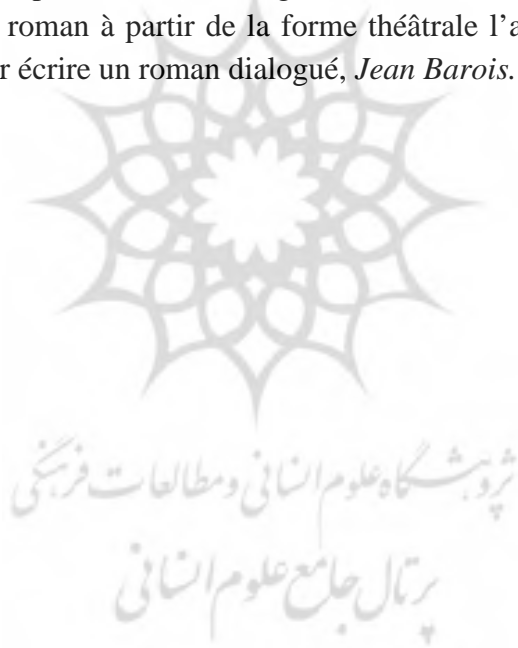 roman à partir de la forme théâtrale l’a
r écrire un roman dialogué, Jean Barois.
پژوهشگاه علوم انسانی و مطالعات فرهنگی
پرتال جامع علوم انسانی